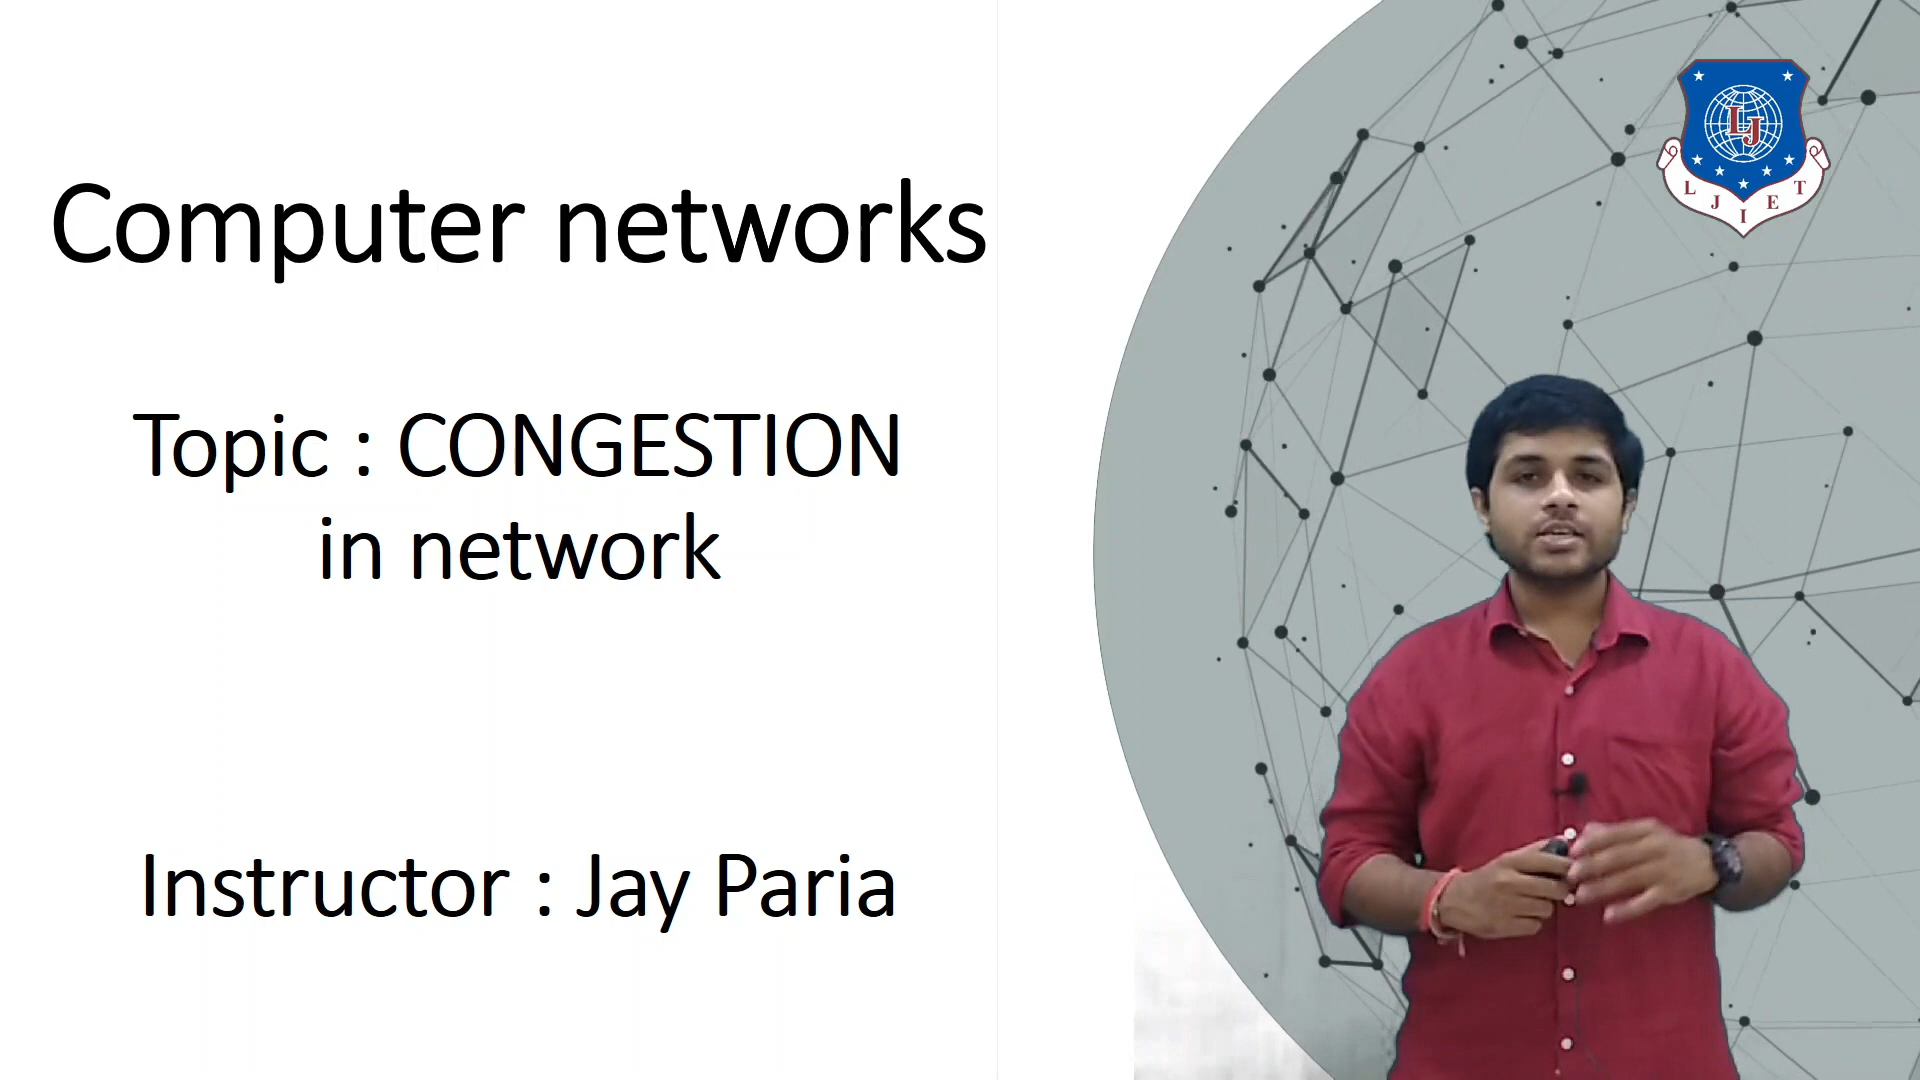 Computer networks
Topic : CONGESTION
in network
Instructor : Jay Paria
LJ
L J I E T